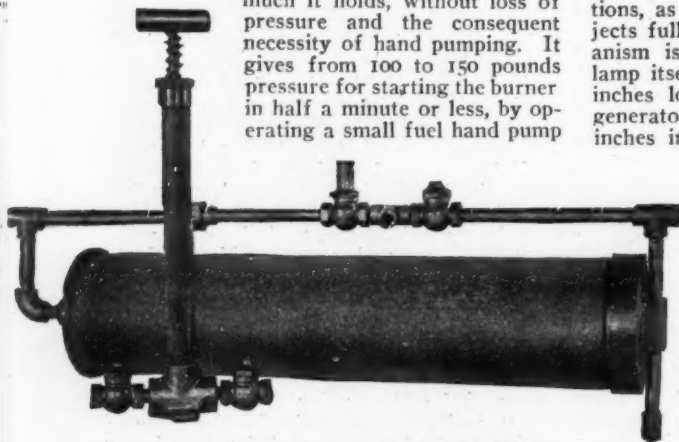 much it holds, without loss of
pressure and the consequent
necessity of hand pumping. It
gives from 100 to 150 pounds
pressure for starting the burner
in half a minute or less, by op-
erating a small fuel hand pump
tions, as
jects full
anism is
lamp itse
inches lo
generato
inches in